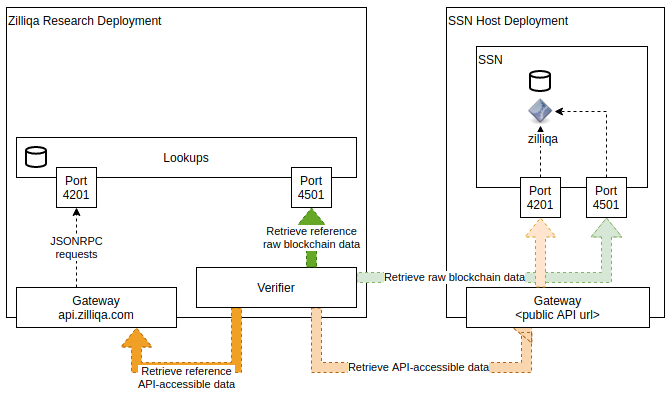 Zilliqa Research Deployment
SSN Host Deployment
SSN
zilliqa
Lookups
Port
4201
Port
4501
Port
4201
Port
4501
JSONRPC
requests
Retrieve reference
raw blockchain data
Verifier
Retrieve raw blockchain data
Gateway
api.zilliqa.com
Gateway
<public API url>
Retrieve reference
API-accessible data
Retrieve API-accessible data